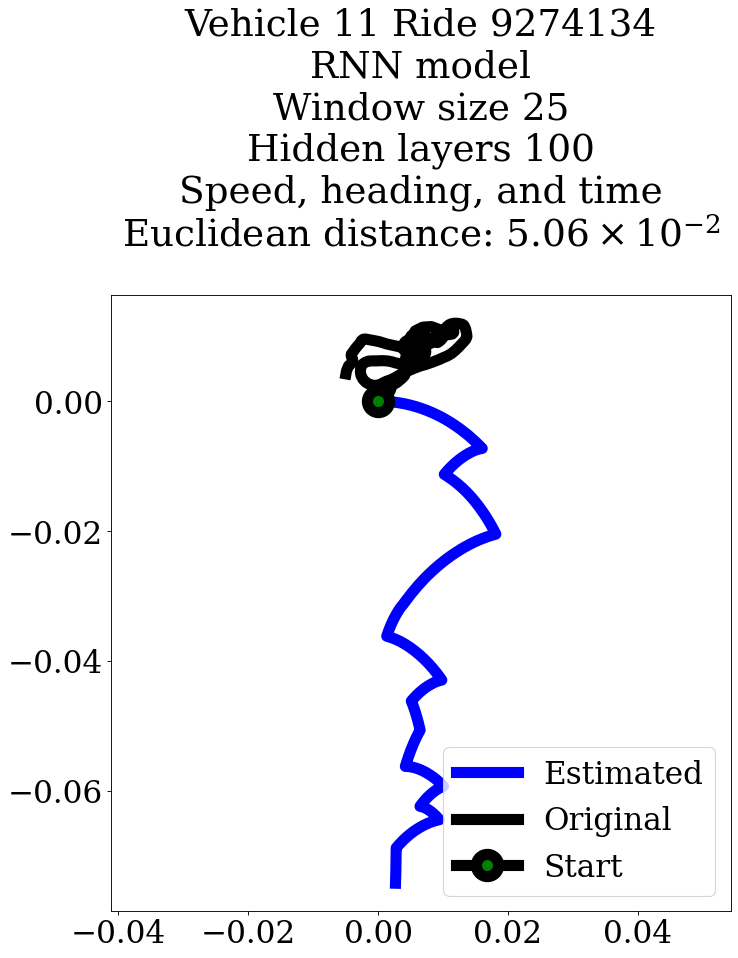 Vehicle 11 Ride 9274134
RNN model
Window size 25
Hidden layers 100
Speed, heading, and time
Euclidean distance: 5.06 × 10⁻²
0.00
−0.02
−0.04
−0.06
Estimated
Original
Start
−0.04 −0.02 0.00 0.02 0.04